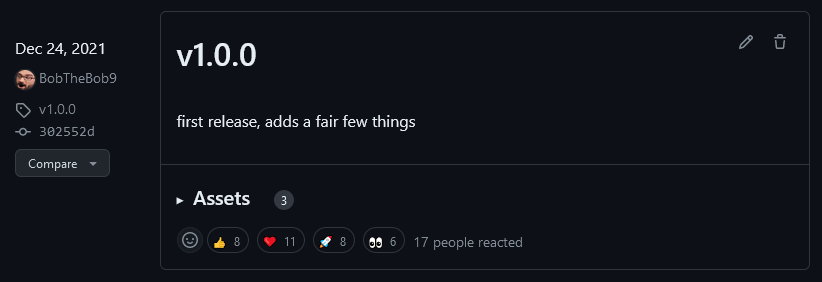 Dec 24, 2021
BobTheBob9
v1.0.0
302552d
Compare
v1.0.0
first release, adds a fair few things
Assets 3
8 11 8 6 17 people reacted